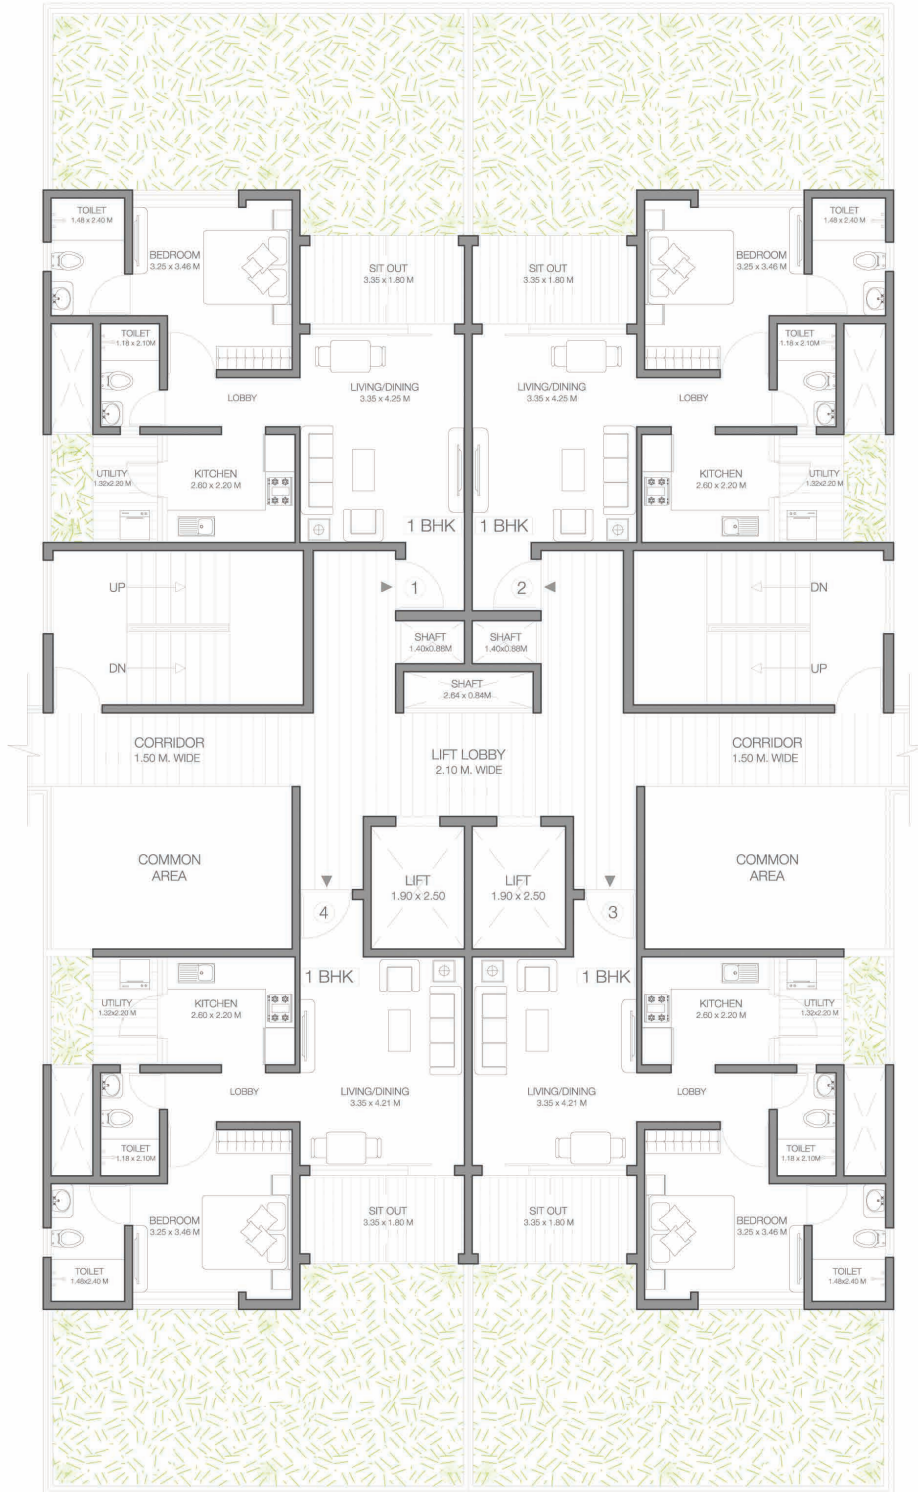 TOILET
1.48 x 2.40 M
BEDROOM
3.25 x 3.46 M
SIT OUT
3.35 x 1.80 M
SIT OUT
3.35 x 1.80 M
BEDROOM
3.25 x 3.46 M
TOILET
1.48 x 2.40 M
TOILET
1.18 x 2.10M
LOBBY
LIVING/DINING
3.35 x 4.25 M
LIVING/DINING
3.35 x 4.25 M
LOBBY
TOILET
1.18 x 2.10M
UTILITY
1.32x2.20 M
KITCHEN
2.60 x 2.20 M
KITCHEN
2.60 x 2.20 M
UTILITY
1.32x2.20 M
1 BHK
1 BHK
UP
1
2
DN
DN
UP
SHAFT
1.40x0.88M
SHAFT
1.40x0.88M
SHAFT
2.64 x 0.84M
CORRIDOR
1.50 M. WIDE
LIFT LOBBY
2.10 M. WIDE
CORRIDOR
1.50 M. WIDE
COMMON
AREA
LIFT
1.90 x 2.50
LIFT
1.90 x 2.50
COMMON
AREA
4
3
1 BHK
1 BHK
UTILITY
1.32x2.20 M
KITCHEN
2.60 x 2.20 M
KITCHEN
2.60 x 2.20 M
UTILITY
1.32x2.20 M
LOBBY
LIVING/DINING
3.35 x 4.21 M
LIVING/DINING
3.35 x 4.21 M
LOBBY
TOILET
1.18 x 2.10M
TOILET
1.18 x 2.10M
BEDROOM
3.25 x 3.46 M
SIT OUT
3.35 x 1.80 M
SIT OUT
3.35 x 1.80 M
BEDROOM
3.25 x 3.46 M
TOILET
1.48x2.40 M
TOILET
1.48x2.40 M